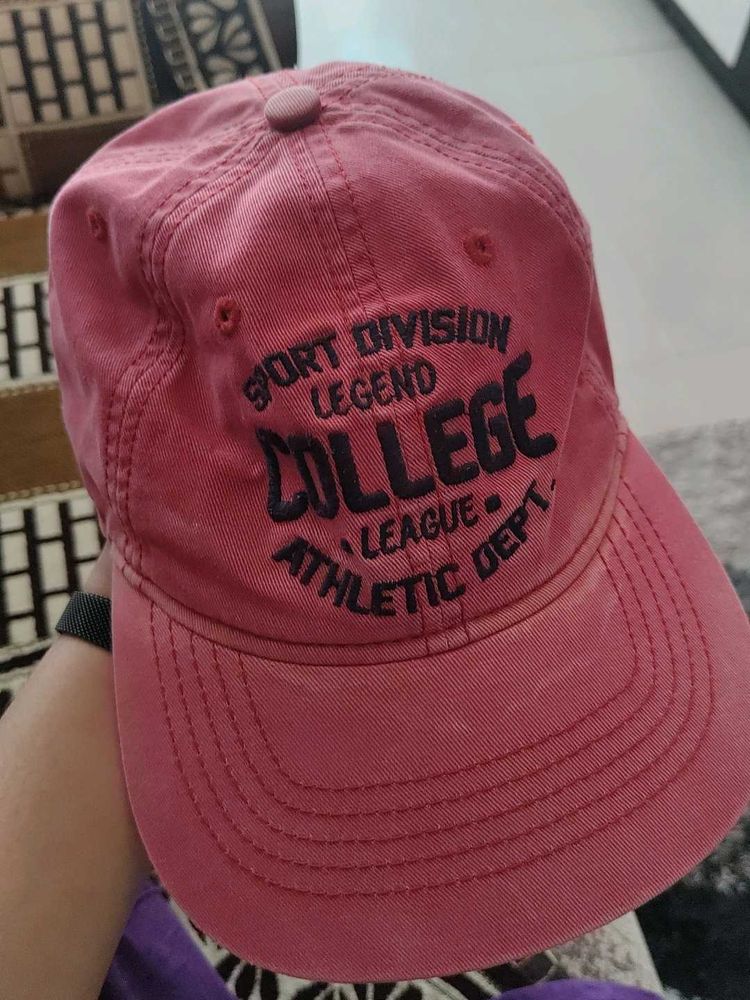 SPORT DIVISION
LEGEND
COLLEGE
· LEAGUE ·
ATHLETIC DEPT.